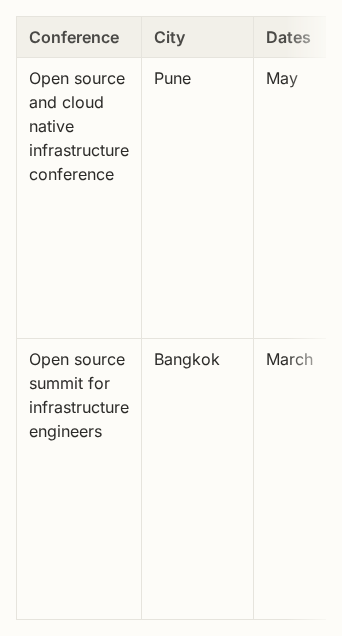 Conference City Dates
Open source Pune May
and cloud
native
infrastructure
conference
Open source Bangkok March
summit for
infrastructure
engineers